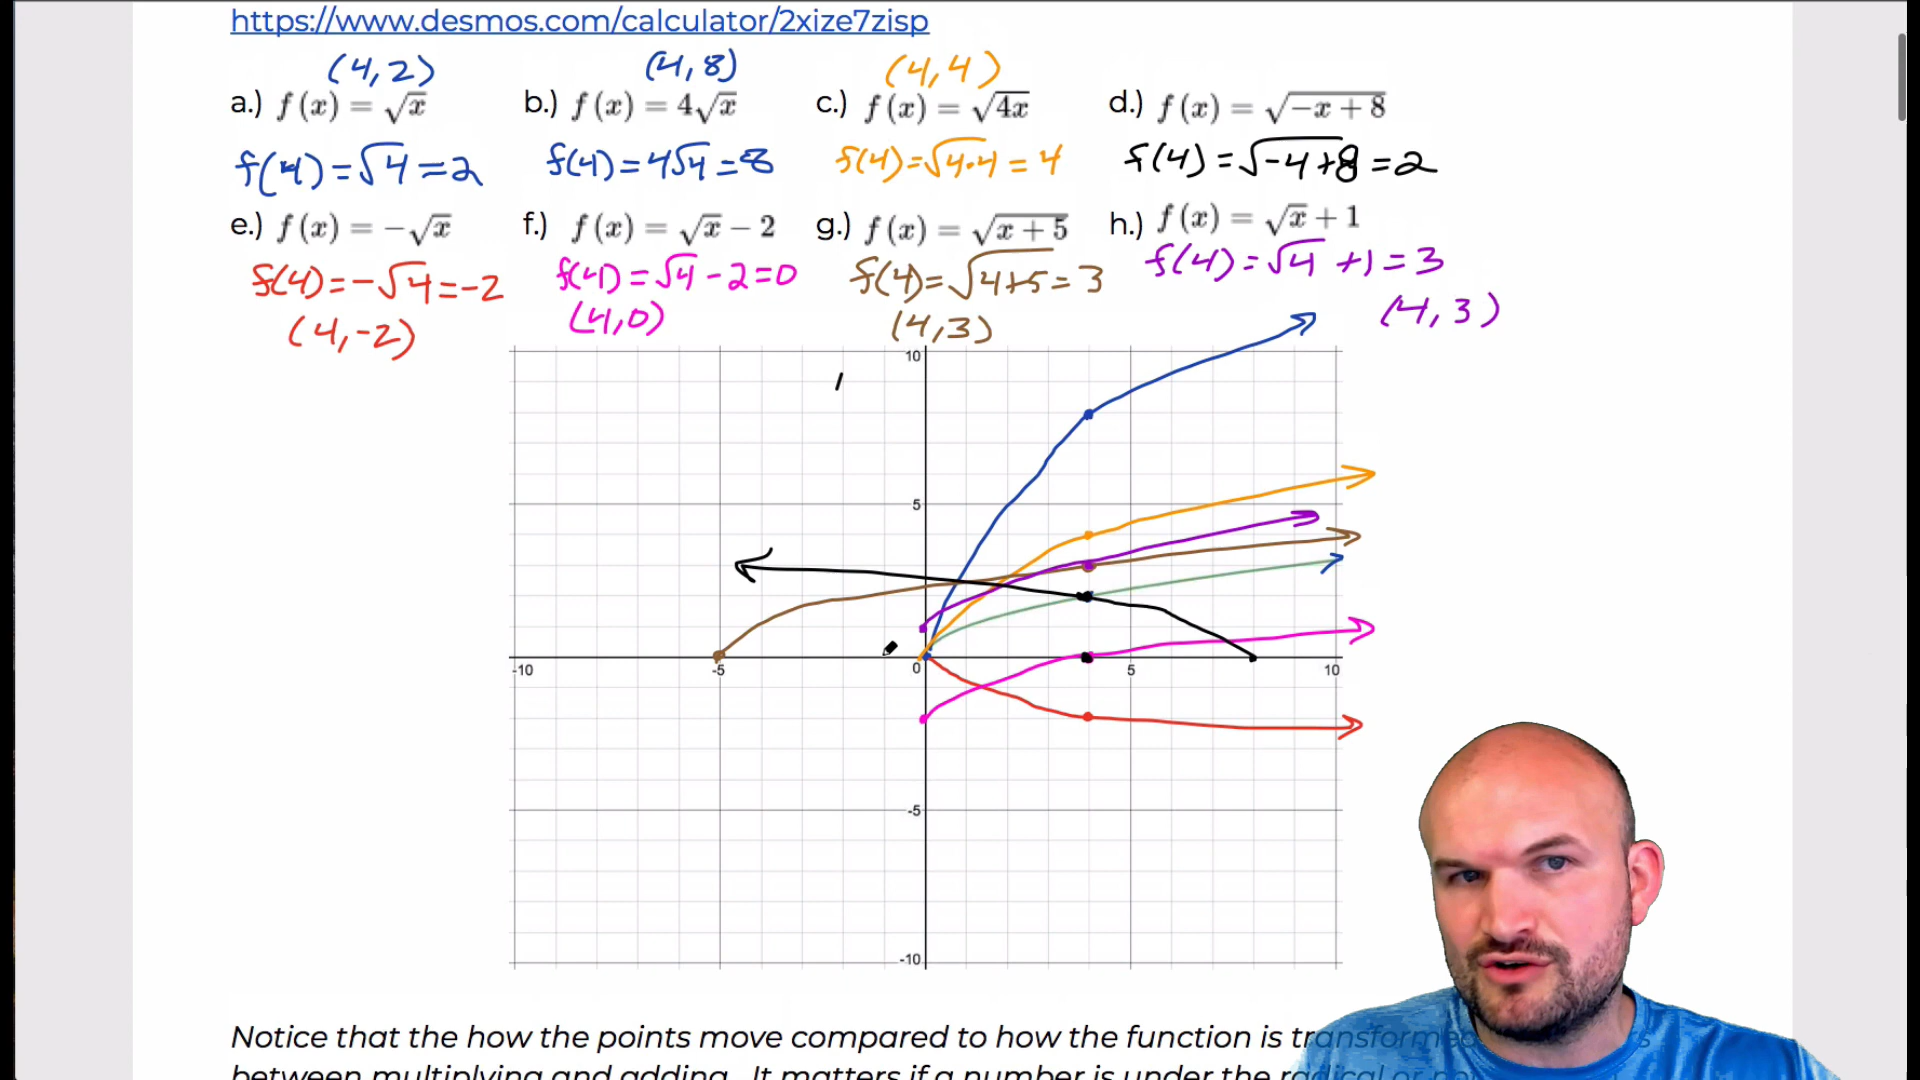 https://www.desmos.com/calculator/2xize7zisp
(4,2) (4,8) (4,4)
a.) f(x) = √x b.) f(x) = 4√x c.) f(x) = √4x d.) f(x) = √-x + 8
f(4) = √4 = 2 f(4) = 4√4 = 8 f(4) = √4·4 = 4 f(4) = √-4+8 = 2
e.) f(x) = -√x f.) f(x) = √x - 2 g.) f(x) = √x + 5 h.) f(x) = √x + 1
f(4) = -√4 = -2 f(4) = √4 - 2 = 0 f(4) = √4+5 = 3 f(4) = √4 + 1 = 3
(4,-2) (4,0) (4,3) (4,3)
10
5
-10 -5 0 5 10
-5
-10
Notice that the how the points move compared to how the function is transformed
between multiplying and adding. It matters if a number is under the radical or